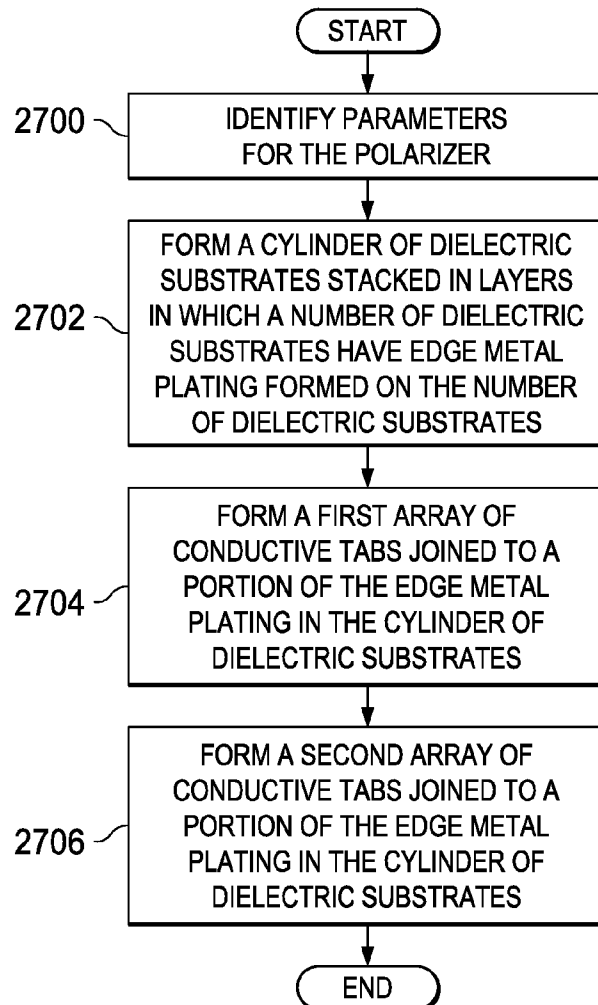 START
2700
IDENTIFY PARAMETERS
FOR THE POLARIZER
2702
FORM A CYLINDER OF DIELECTRIC
SUBSTRATES STACKED IN LAYERS
IN WHICH A NUMBER OF DIELECTRIC
SUBSTRATES HAVE EDGE METAL
PLATING FORMED ON THE NUMBER
OF DIELECTRIC SUBSTRATES
2704
FORM A FIRST ARRAY OF
CONDUCTIVE TABS JOINED TO A
PORTION OF THE EDGE METAL
PLATING IN THE CYLINDER OF
DIELECTRIC SUBSTRATES
2706
FORM A SECOND ARRAY OF
CONDUCTIVE TABS JOINED TO A
PORTION OF THE EDGE METAL
PLATING IN THE CYLINDER OF
DIELECTRIC SUBSTRATES
END